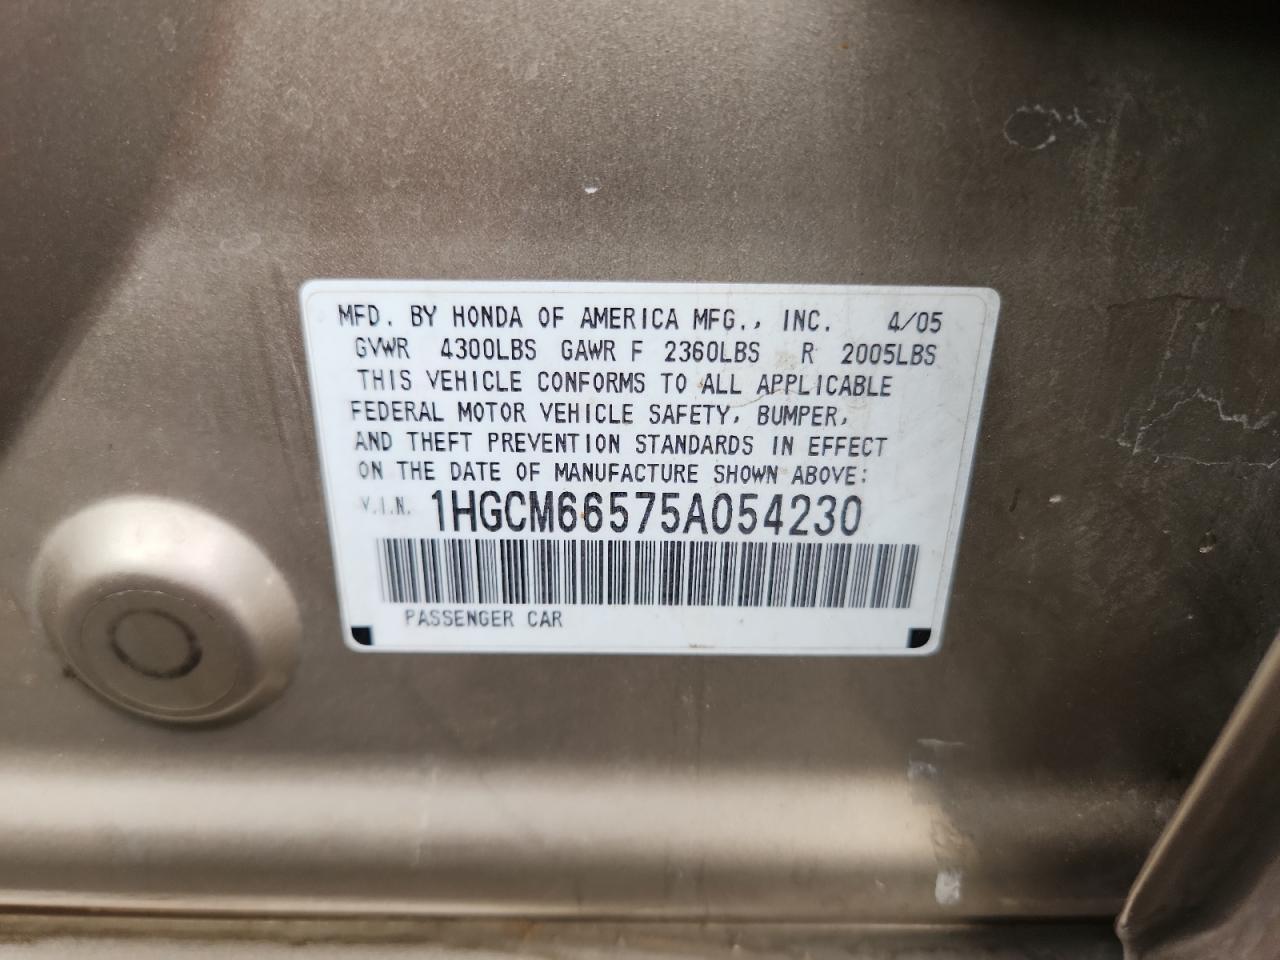 MFD. BY HONDA OF AMERICA MFG., INC. 4/05
GVWR 4300LBS GAWR F 2360LBS R 2005LBS
THIS VEHICLE CONFORMS TO ALL APPLICABLE
FEDERAL MOTOR VEHICLE SAFETY, BUMPER,
AND THEFT PREVENTION STANDARDS IN EFFECT
ON THE DATE OF MANUFACTURE SHOWN ABOVE:
V.I.N. 1HGCM66575A054230
PASSENGER CAR